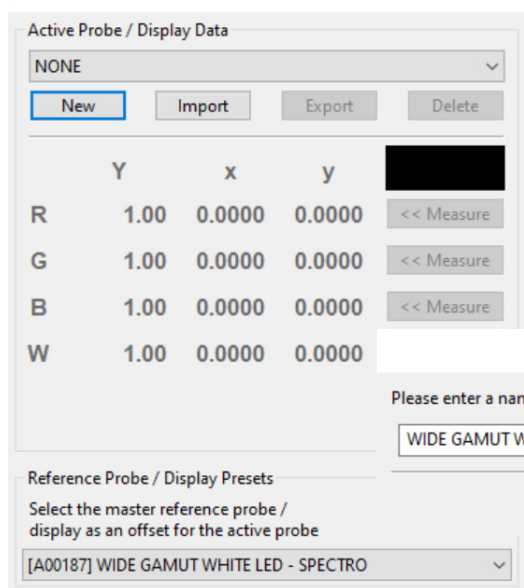 Active Probe / Display Data
NONE
New Import Export Delete
Y x y
R 1.00 0.0000 0.0000 << Measure
G 1.00 0.0000 0.0000 << Measure
B 1.00 0.0000 0.0000 << Measure
W 1.00 0.0000 0.0000
Please enter a nam
WIDE GAMUT W
Reference Probe / Display Presets
Select the master reference probe /
display as an offset for the active probe
[A00187] WIDE GAMUT WHITE LED - SPECTRO